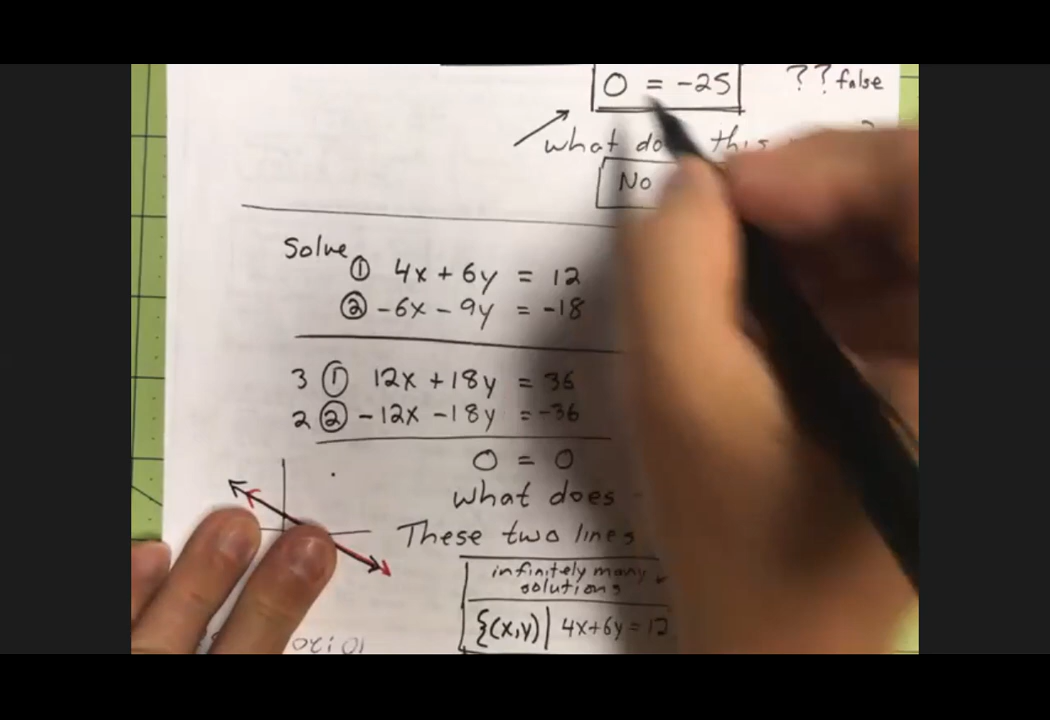 0 = -25 ?? false
what do this ?
No
Solve
① 4x + 6y = 12
② -6x - 9y = -18
3 ① 12x + 18y = 36
2 ② -12x - 18y = -36
0 = 0
what does
These two lines
infinitely many
solutions
{(x,y)| 4x+6y=12